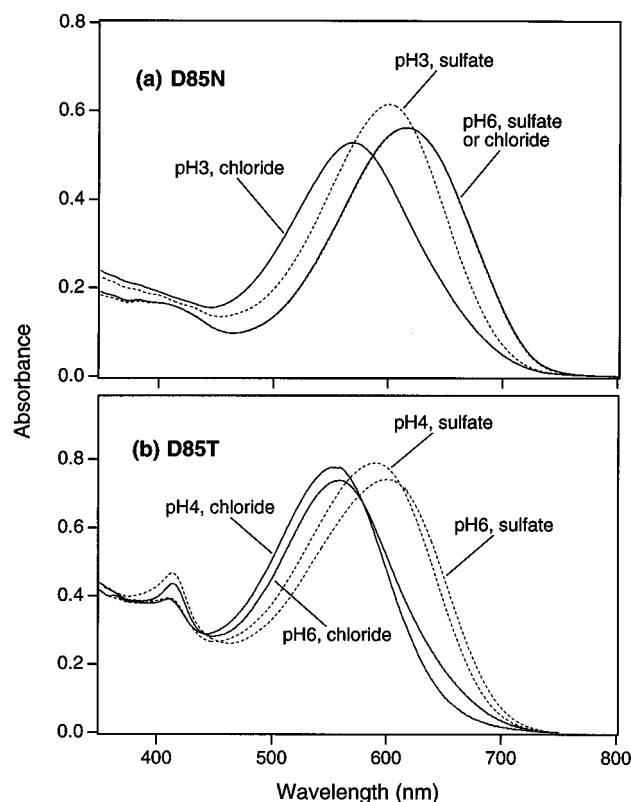 0.8
(a) D85N
pH3, sulfate
0.6
pH6, sulfate
or chloride
pH3, chloride
0.4
0.2
0.0
Absorbance
(b) D85T
pH4, sulfate
0.8
pH4, chloride
0.6
pH6, sulfate
0.4
pH6, chloride
0.2
0.0
400 500 600 700 800
Wavelength (nm)